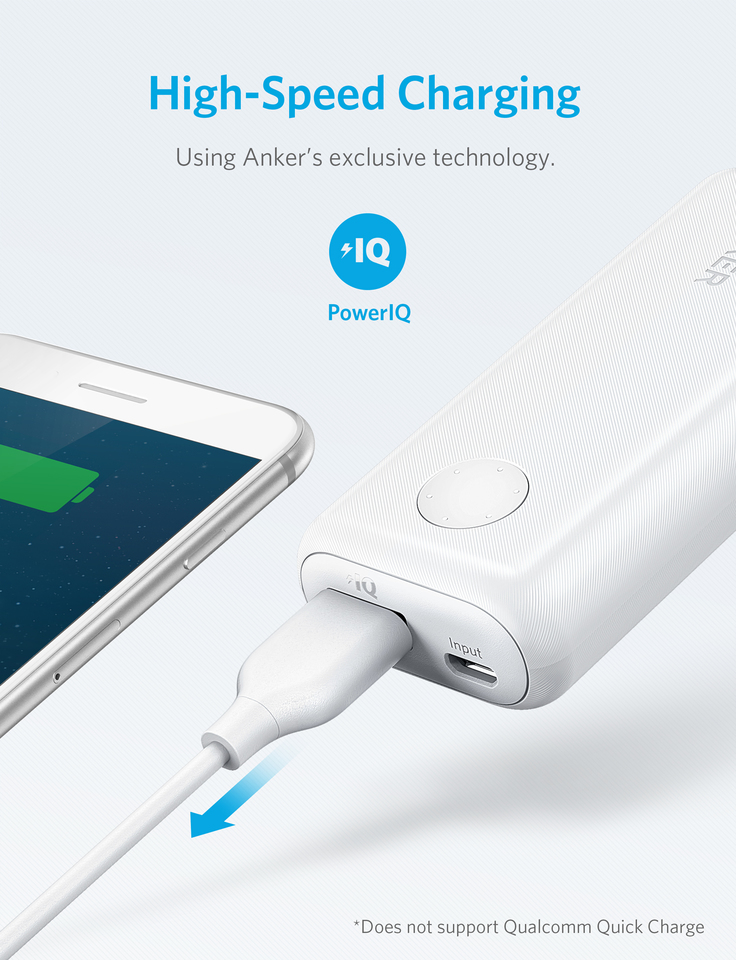 High-Speed Charging
Using Anker's exclusive technology.
IQ
PowerIQ
IQ
Input
*Does not support Qualcomm Quick Charge